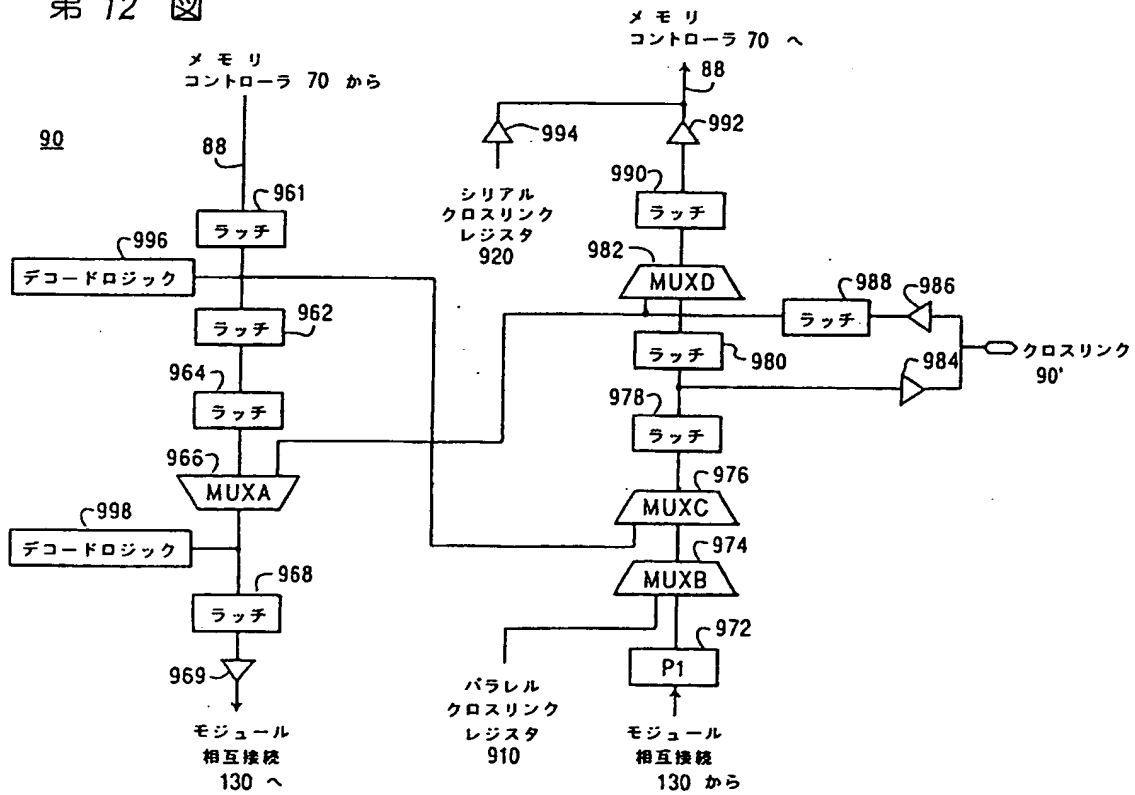 第 12 図
メモリ
コントローラ 70 から
90
88
961
ラッチ
996
デコードロジック
962
ラッチ
964
ラッチ
966
MUXA
998
デコードロジック
968
ラッチ
969
モジュール
相互接続
130 へ
メモリ
コントローラ 70 へ
88
994
992
シリアル
クロスリンク
レジスタ
920
990
ラッチ
982
MUXD
988
ラッチ
986
980
ラッチ
984
クロスリンク
90'
978
ラッチ
976
MUXC
974
MUXB
972
P1
パラレル
クロスリンク
レジスタ
910
モジュール
相互接続
130 から